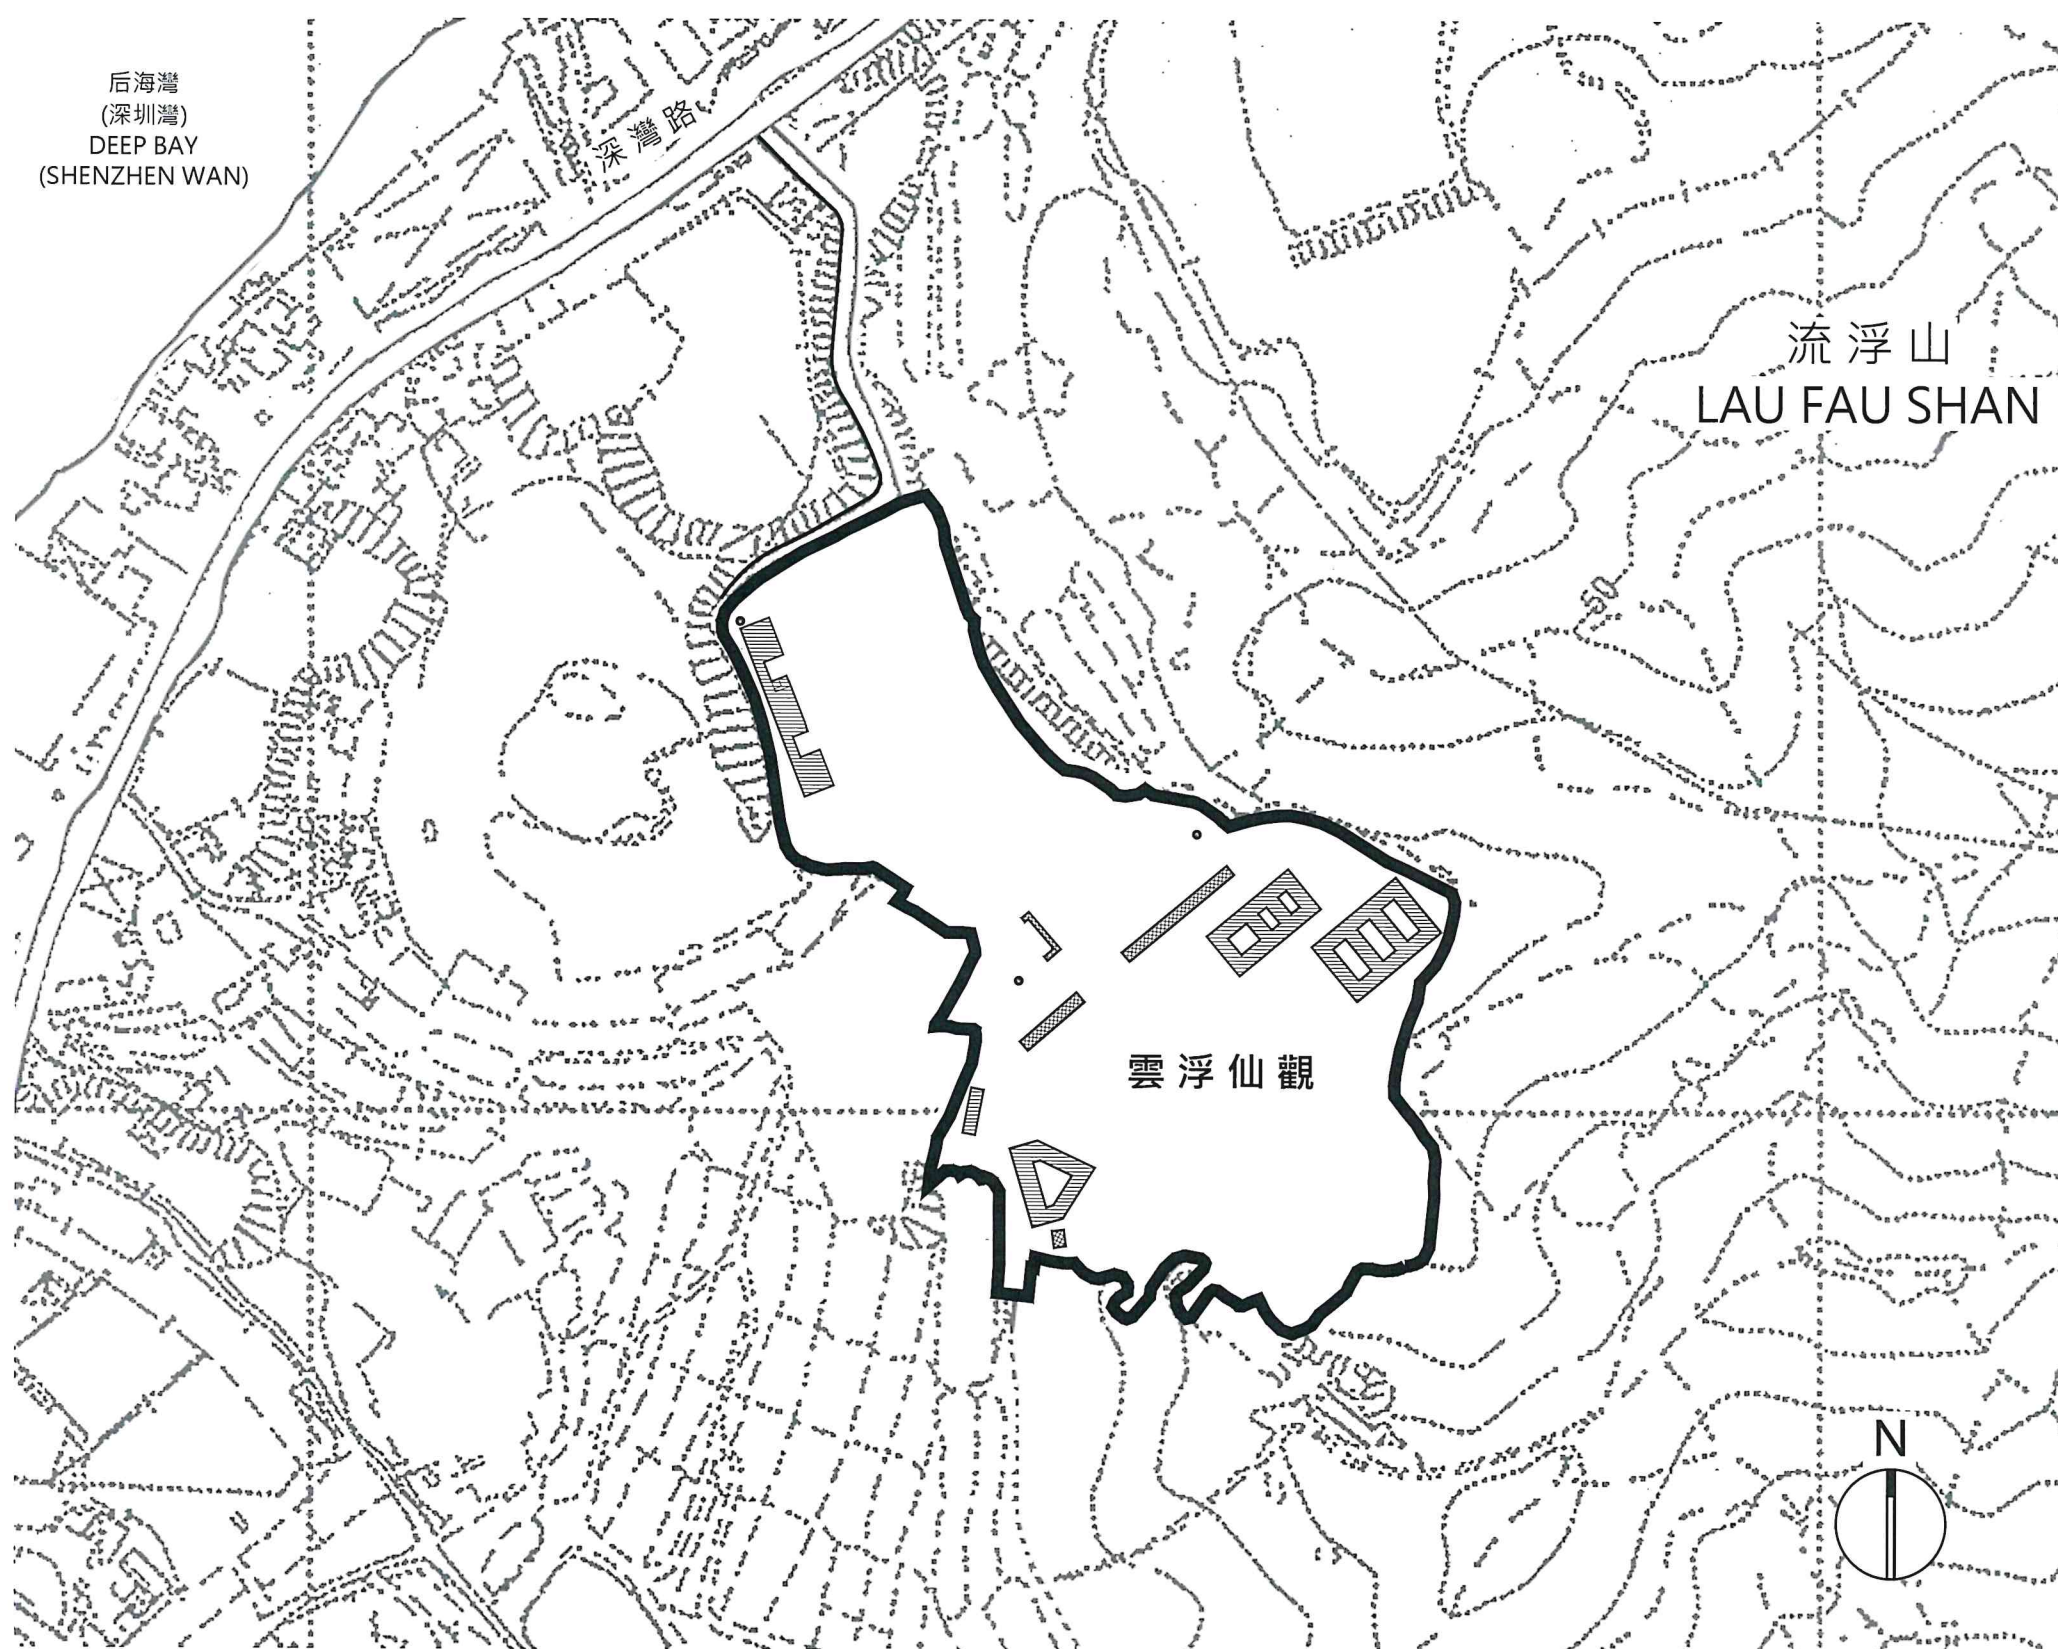 后海灣
(深圳灣)
DEEP BAY
(SHENZHEN WAN)
深灣路
流浮山
LAU FAU SHAN
50
雲浮仙觀
N